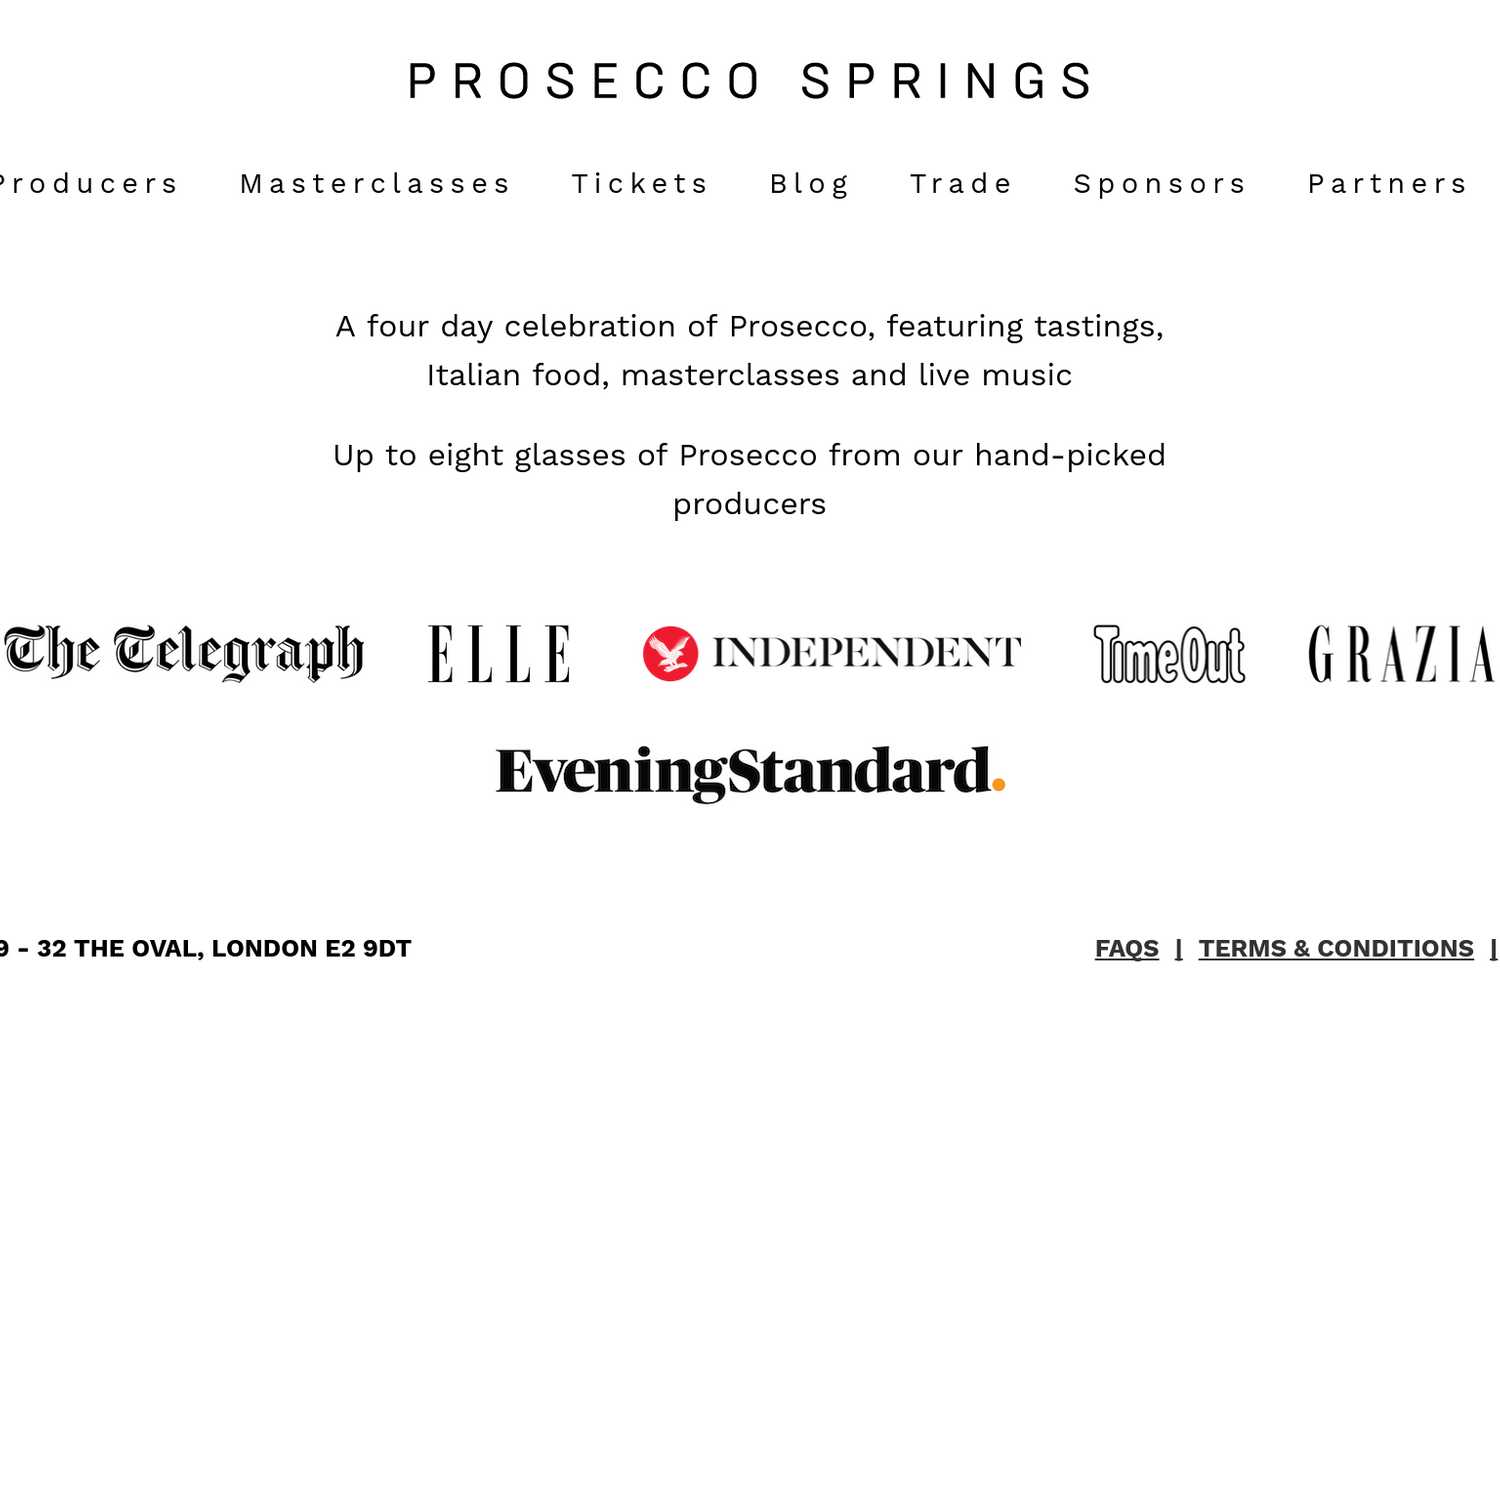 PROSECCO SPRINGS
Producers Masterclasses Tickets Blog Trade Sponsors Partners
A four day celebration of Prosecco, featuring tastings,
Italian food, masterclasses and live music
Up to eight glasses of Prosecco from our hand-picked
producers
The Telegraph ELLE INDEPENDENT TimeOut GRAZIA
EveningStandard.
9 - 32 THE OVAL, LONDON E2 9DT FAQS | TERMS & CONDITIONS |